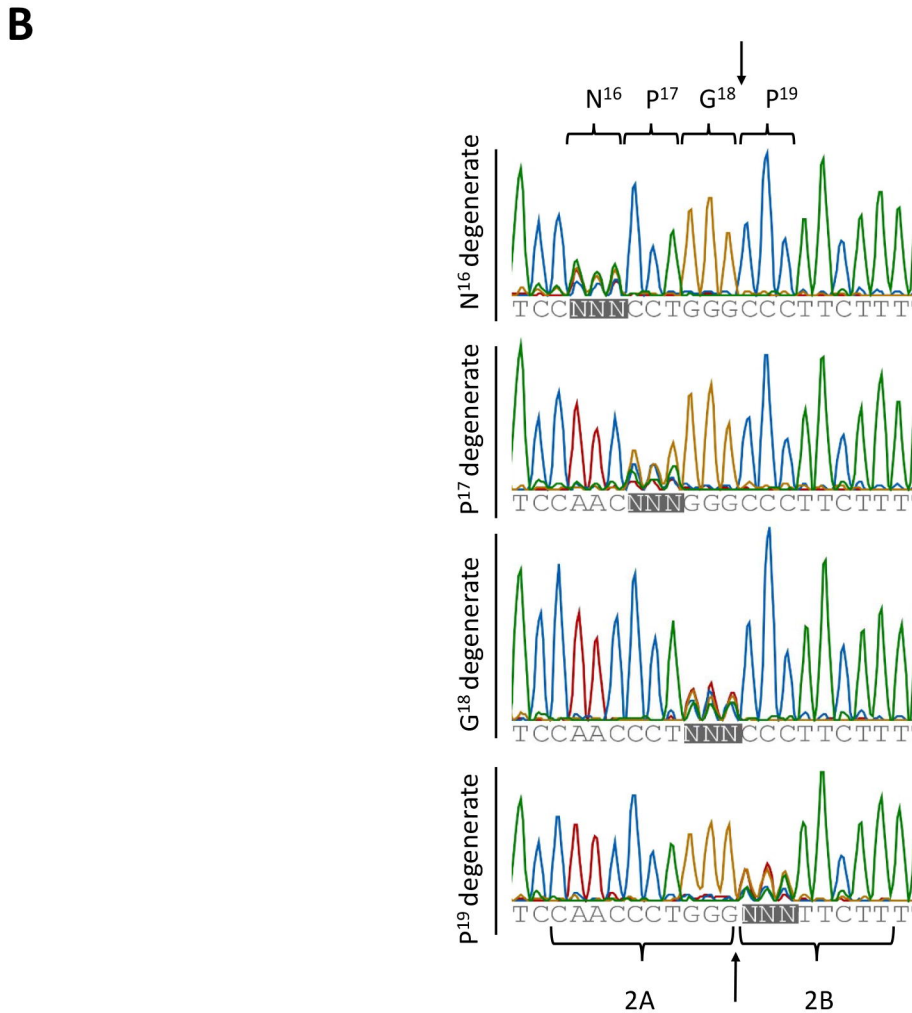 B
N¹⁶ P¹⁷ G¹⁸ P¹⁹
N¹⁶ degenerate
TCCNNNCCTGGGCCCTTCTTT
P¹⁷ degenerate
TCCAACNNNGGGCCCTTCTTT
G¹⁸ degenerate
TCCAACCCTNNNCCCTTCTTT
P¹⁹ degenerate
TCCAACCCTGGGNNNTTCTTT
2A 2B